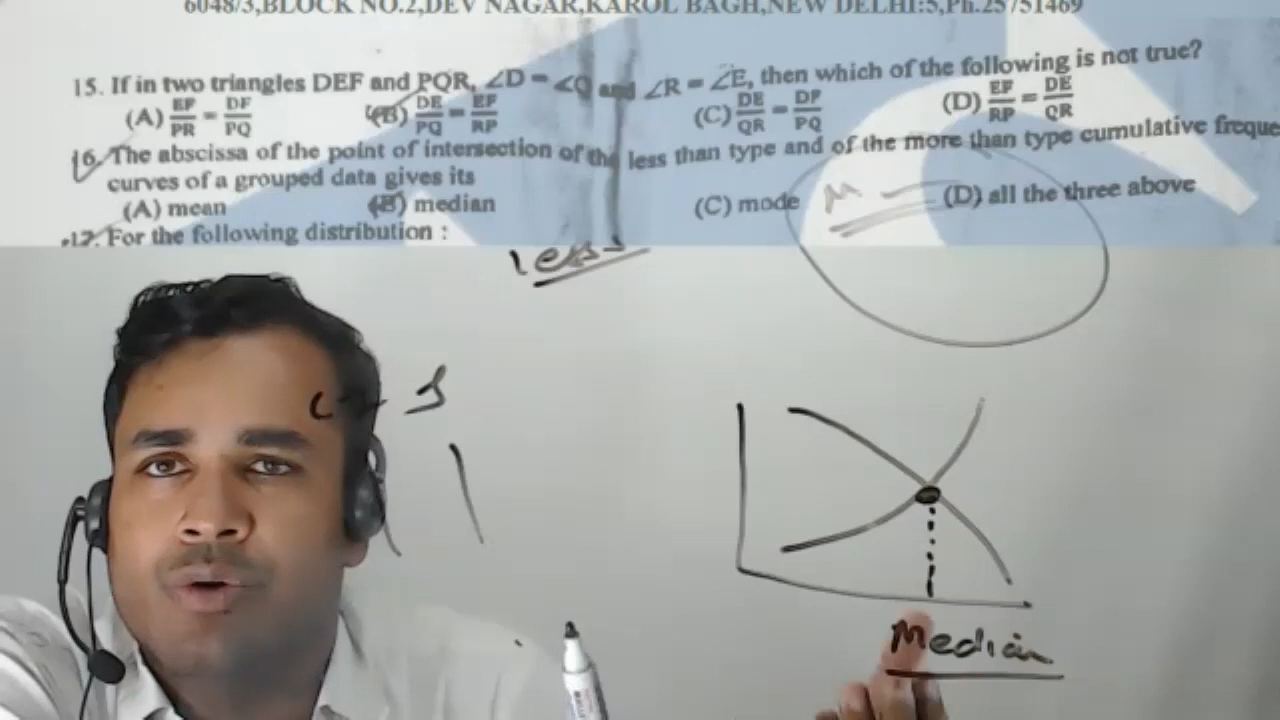 6048/3,BLOCK NO.2,DEV NAGAR,KAROL BAGH,NEW DELHI:5,Ph.25751469
15. If in two triangles DEF and PQR, ∠D = ∠Q and ∠R = ∠E, then which of the following is not true?
(A) EF/PR = DF/PQ (B) DE/PQ = EF/RP (C) DE/QR = DF/PQ (D) EF/RP = DE/QR
16. The abscissa of the point of intersection of the less than type and of the more than type cumulative freque
curves of a grouped data gives its
(A) mean (B) median (C) mode M (D) all the three above
17. For the following distribution :
less
Median